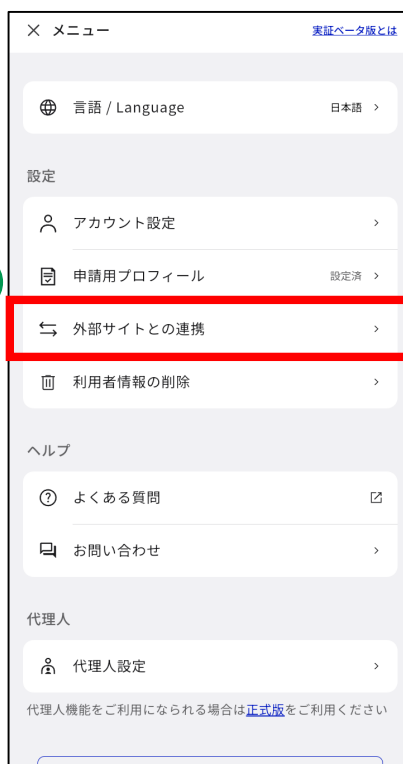 メニュー 実証ベータ版とは
言語 / Language 日本語
設定
アカウント設定
申請用プロフィール 設定済
外部サイトとの連携
利用者情報の削除
ヘルプ
よくある質問
お問い合わせ
代理人
代理人設定
代理人機能をご利用になられる場合は正式版をご利用ください